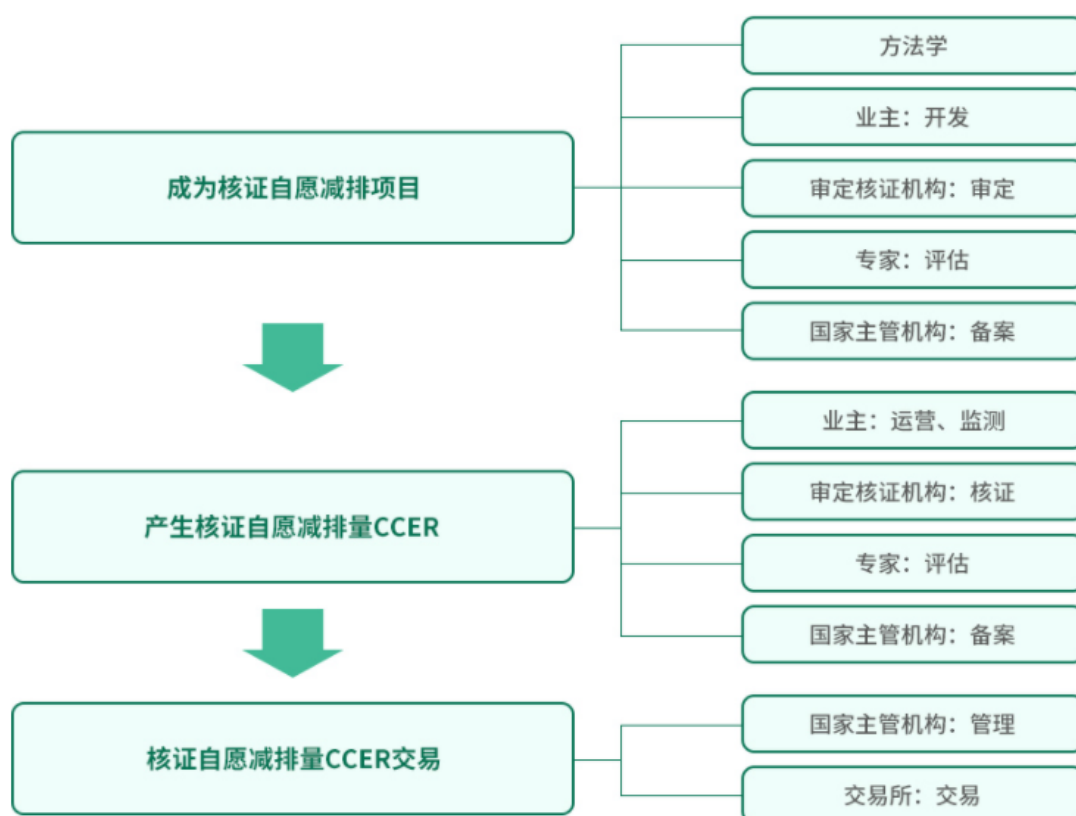 成为核证自愿减排项目
方法学
业主：开发
审定核证机构：审定
专家：评估
国家主管机构：备案
产生核证自愿减排量CCER
业主：运营、监测
审定核证机构：核证
专家：评估
国家主管机构：备案
核证自愿减排量CCER交易
国家主管机构：管理
交易所：交易